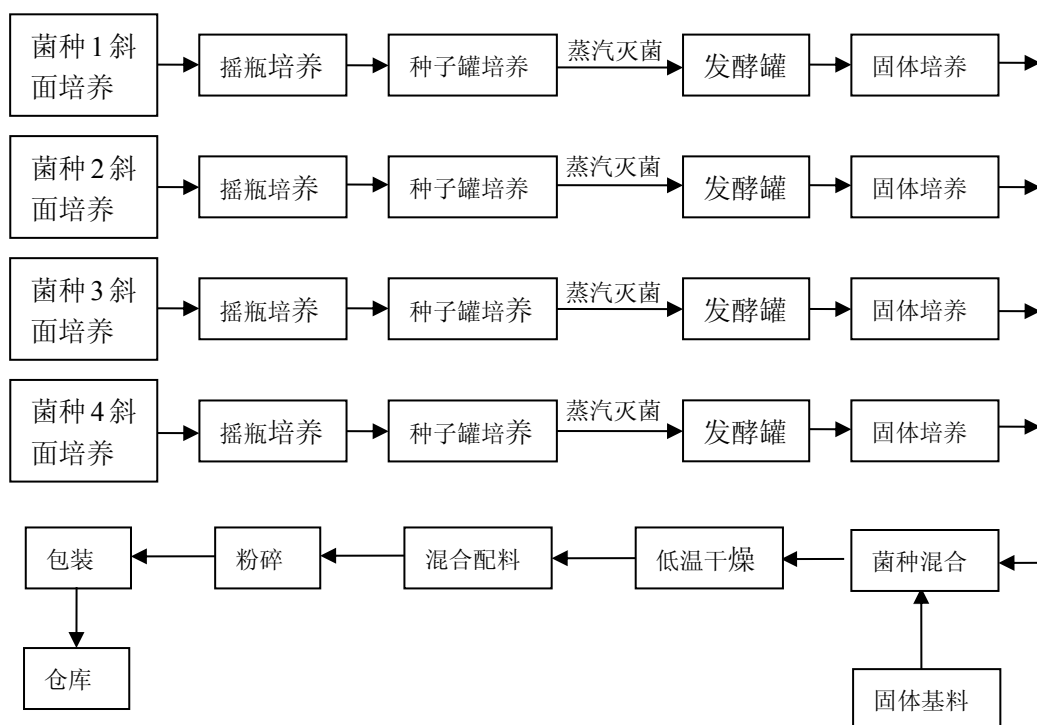 菌种1斜
面培养
摇瓶培养
种子罐培养
蒸汽灭菌
发酵罐
固体培养
菌种2斜
面培养
摇瓶培养
种子罐培养
蒸汽灭菌
发酵罐
固体培养
菌种3斜
面培养
摇瓶培养
种子罐培养
蒸汽灭菌
发酵罐
固体培养
菌种4斜
面培养
摇瓶培养
种子罐培养
蒸汽灭菌
发酵罐
固体培养
包装
粉碎
混合配料
低温干燥
菌种混合
仓库
固体基料